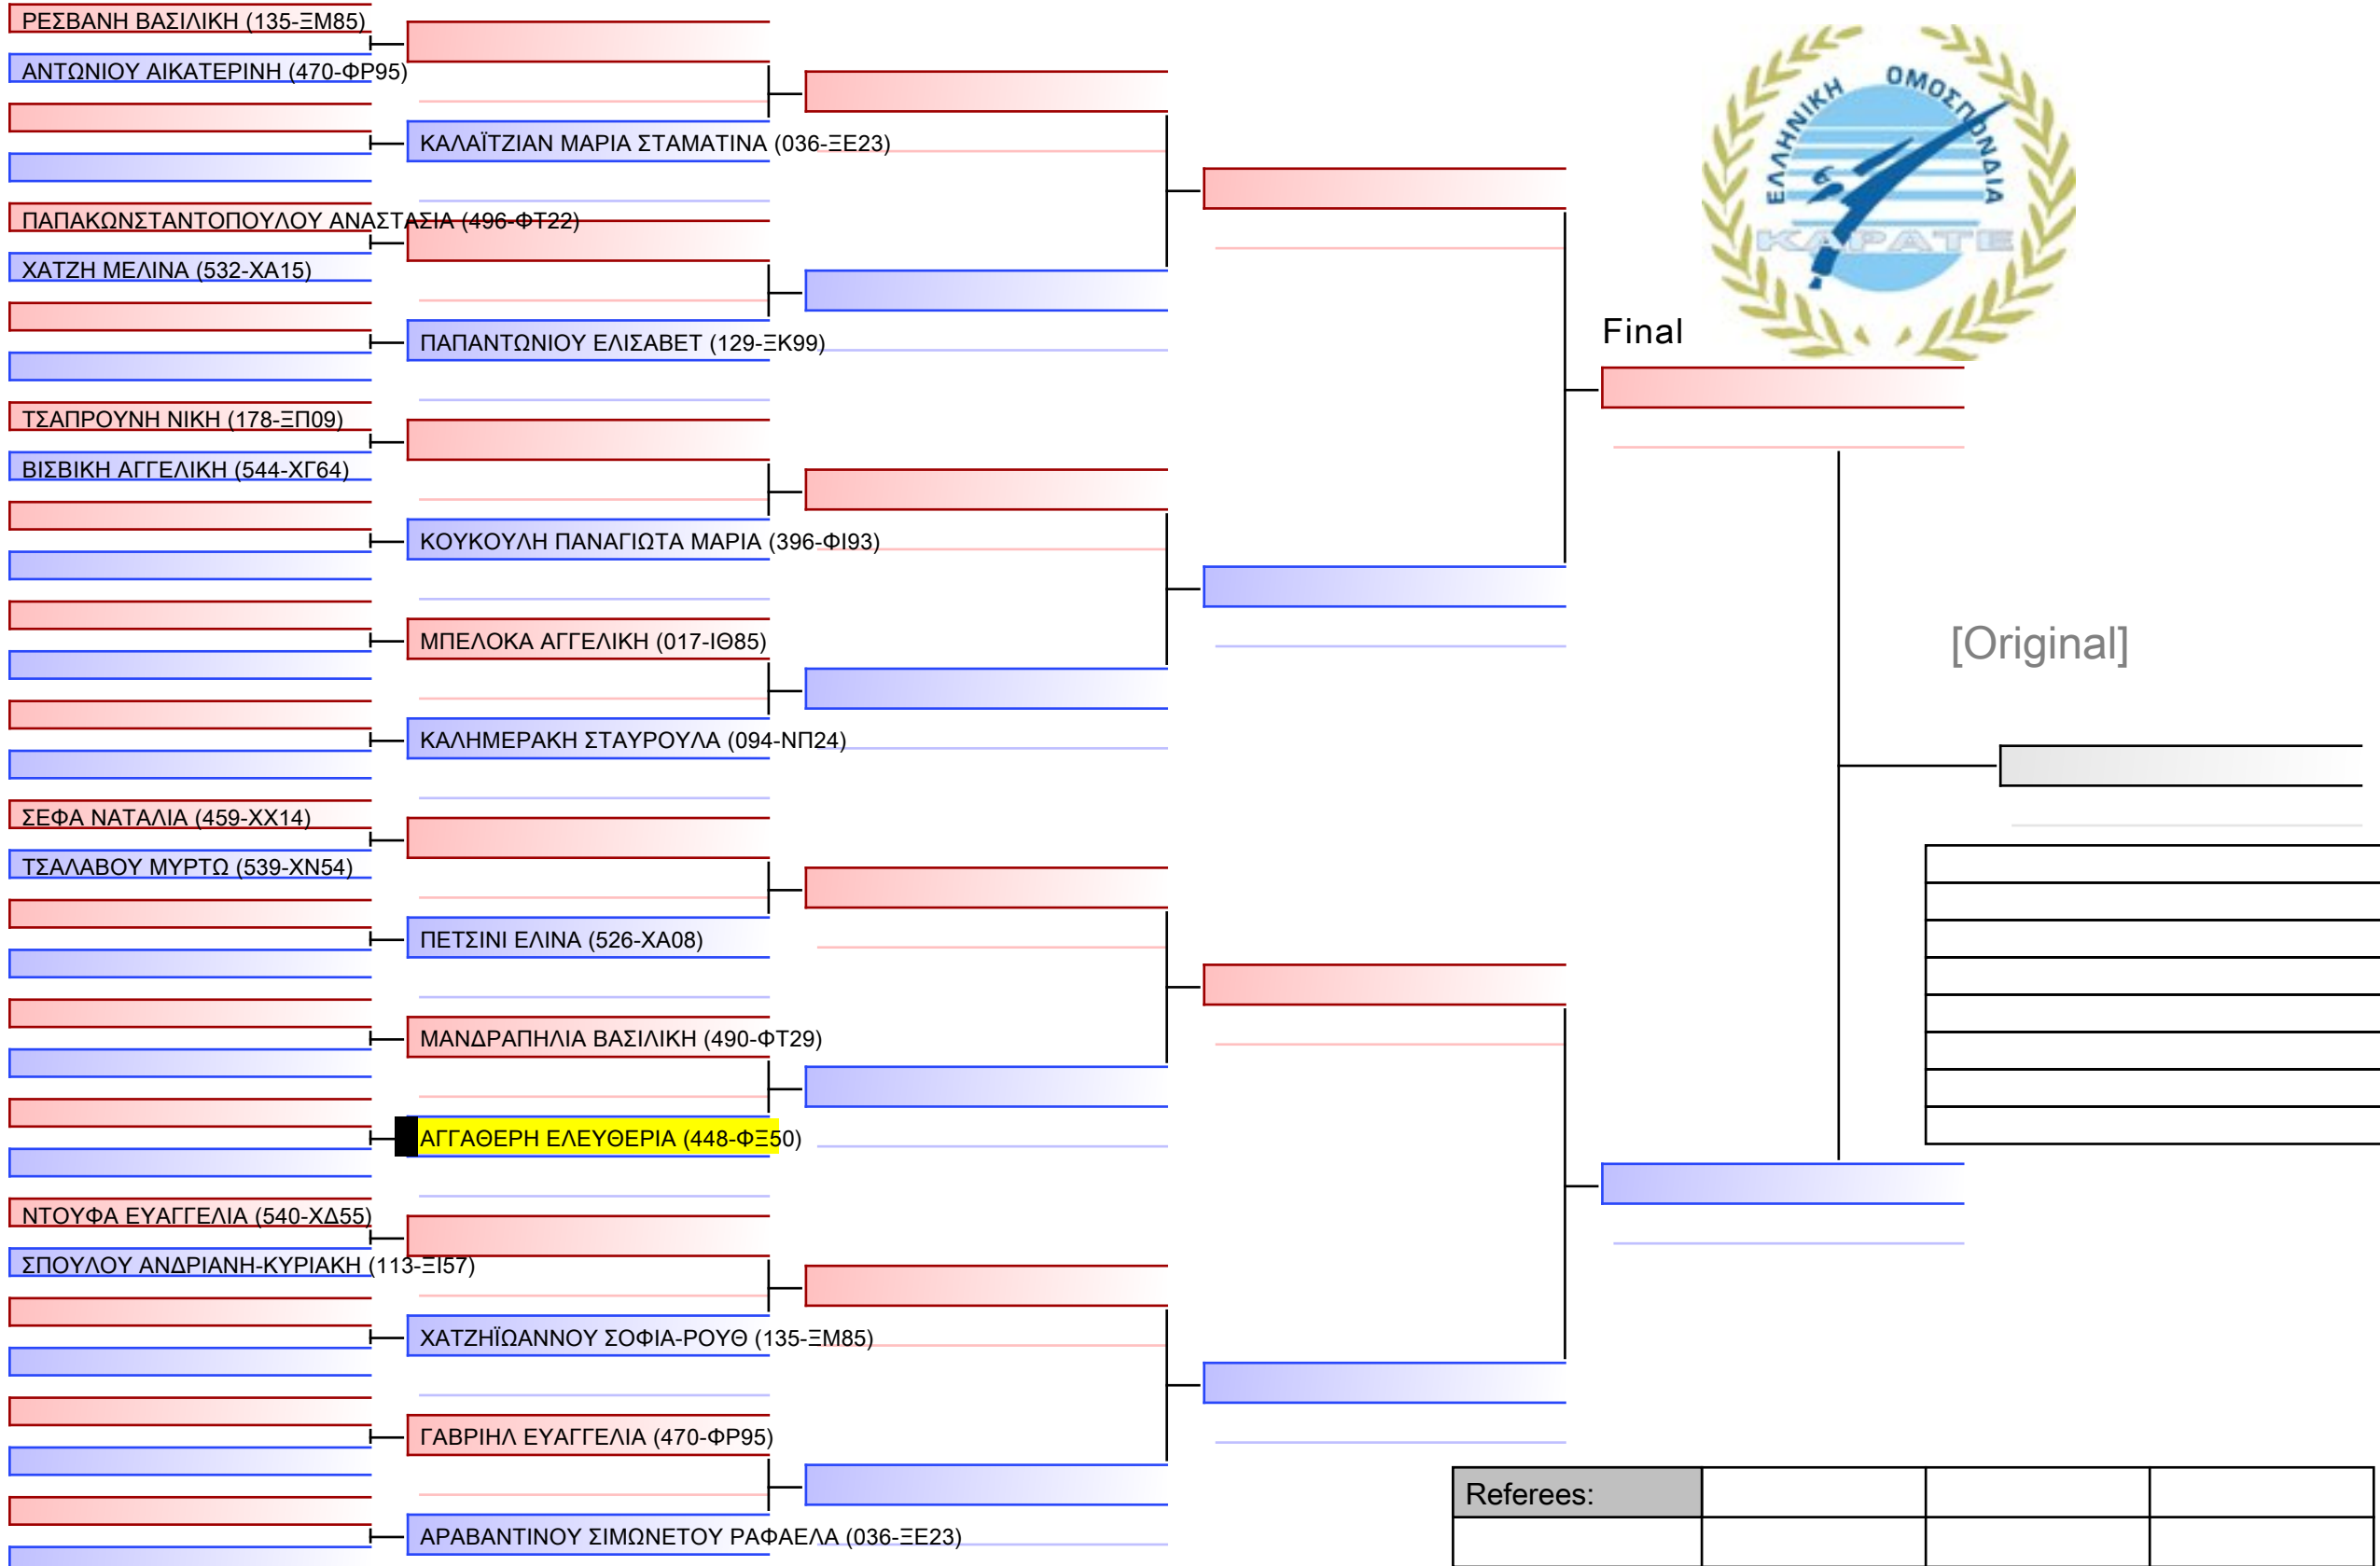 ΡΕΣΒΑΝΗ ΒΑΣΙΛΙΚΗ (135-ΞΜ85)
ΑΝΤΩΝΙΟΥ ΑΙΚΑΤΕΡΙΝΗ (470-ΦΡ95)
ΚΑΛΑΪΤΖΙΑΝ ΜΑΡΙΑ ΣΤΑΜΑΤΙΝΑ (036-ΞΕ23)
ΠΑΠΑΚΩΝΣΤΑΝΤΟΠΟΥΛΟΥ ΑΝΑΣΤΑΣΙΑ (496-ΦΤ22)
ΧΑΤΖΗ ΜΕΛΙΝΑ (532-ΧΑ15)
ΠΑΠΑΝΤΩΝΙΟΥ ΕΛΙΣΑΒΕΤ (129-ΞΚ99)
ΤΣΑΠΡΟΥΝΗ ΝΙΚΗ (178-ΞΠ09)
ΒΙΣΒΙΚΗ ΑΓΓΕΛΙΚΗ (544-ΧΓ64)
ΚΟΥΚΟΥΛΗ ΠΑΝΑΓΙΩΤΑ ΜΑΡΙΑ (396-ΦΙ93)
ΜΠΕΛΟΚΑ ΑΓΓΕΛΙΚΗ (017-ΙΘ85)
ΚΑΛΗΜΕΡΑΚΗ ΣΤΑΥΡΟΥΛΑ (094-ΝΠ24)
ΣΕΦΑ ΝΑΤΑΛΙΑ (459-ΧΧ14)
ΤΣΑΛΑΒΟΥ ΜΥΡΤΩ (539-ΧΝ54)
ΠΕΤΣΙΝΙ ΕΛΙΝΑ (526-ΧΑ08)
ΜΑΝΔΡΑΠΗΛΙΑ ΒΑΣΙΛΙΚΗ (490-ΦΤ29)
ΑΓΓΑΘΕΡΗ ΕΛΕΥΘΕΡΙΑ (448-ΦΞ50)
ΝΤΟΥΦΑ ΕΥΑΓΓΕΛΙΑ (540-ΧΔ55)
ΣΠΟΥΛΟΥ ΑΝΔΡΙΑΝΗ-ΚΥΡΙΑΚΗ (113-ΞΙ57)
ΧΑΤΖΗΪΩΑΝΝΟΥ ΣΟΦΙΑ-ΡΟΥΘ (135-ΞΜ85)
ΓΑΒΡΙΗΛ ΕΥΑΓΓΕΛΙΑ (470-ΦΡ95)
ΑΡΑΒΑΝΤΙΝΟΥ ΣΙΜΩΝΕΤΟΥ ΡΑΦΑΕΛΑ (036-ΞΕ23)
ΕΛΛΗΝΙΚΗ ΟΜΟΣΠΟΝΔΙΑ
ΚΑΡΑΤΕ
Final
[Original]
Referees: